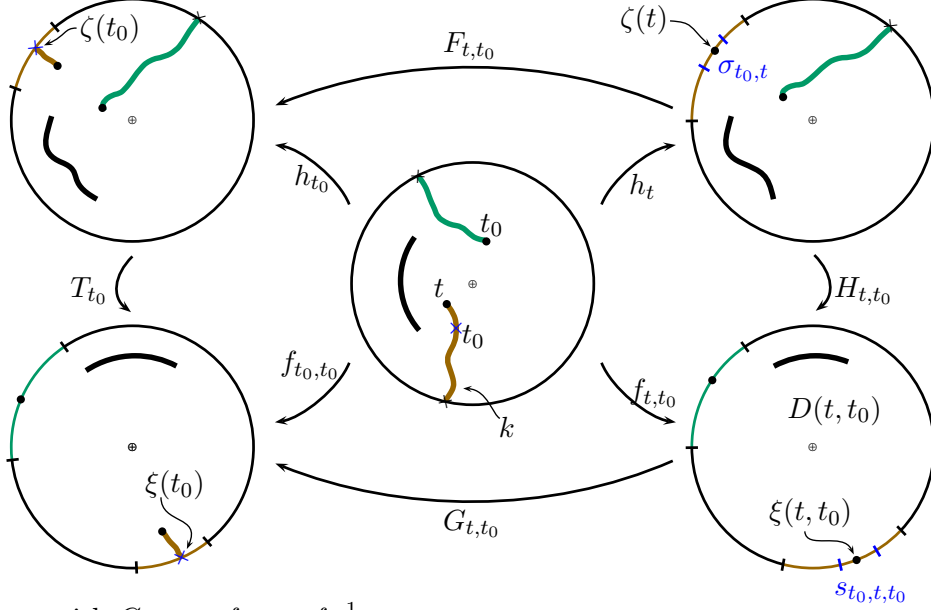 ζ(t₀)
F_{t,t₀}
ζ(t)
σ_{t₀,t}
h_{t₀}
h_t
t₀
t
t₀
T_{t₀}
H_{t,t₀}
f_{t₀,t₀}
f_{t,t₀}
k
D(t, t₀)
ξ(t₀)
G_{t,t₀}
ξ(t, t₀)
s_{t₀,t,t₀}